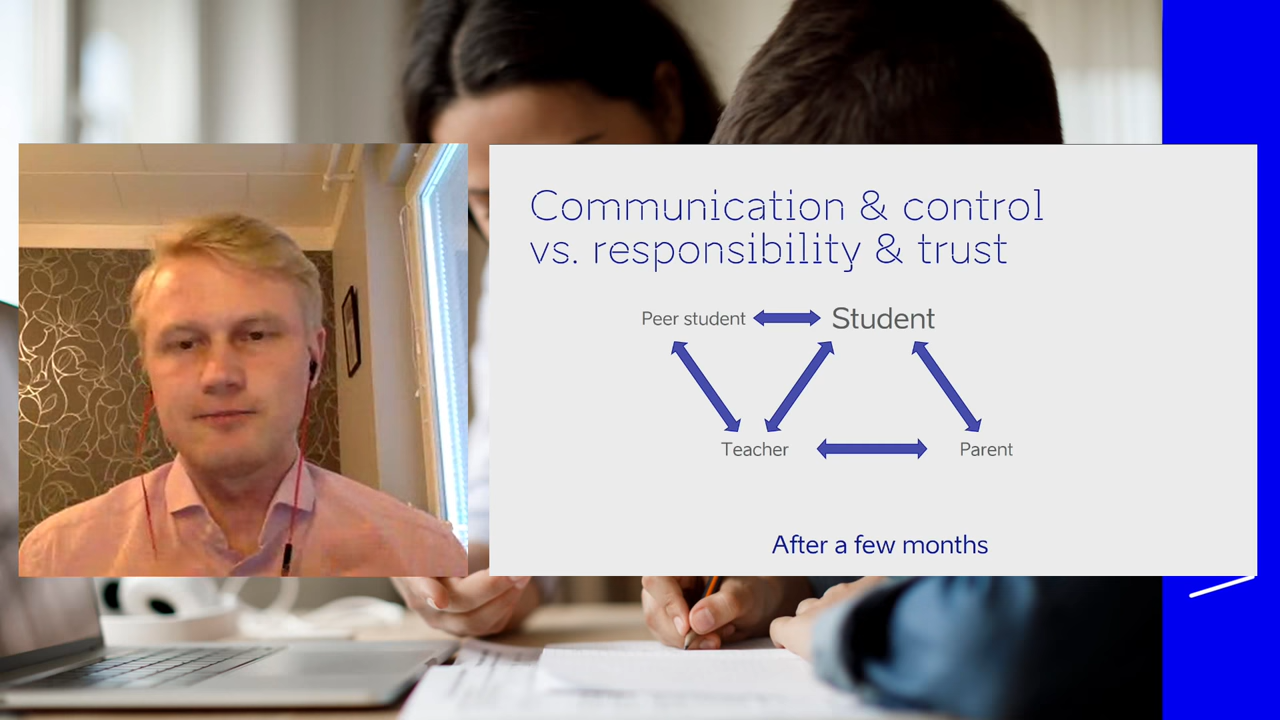 Communication & control
vs. responsibility & trust
Peer student
Student
Teacher
Parent
After a few months